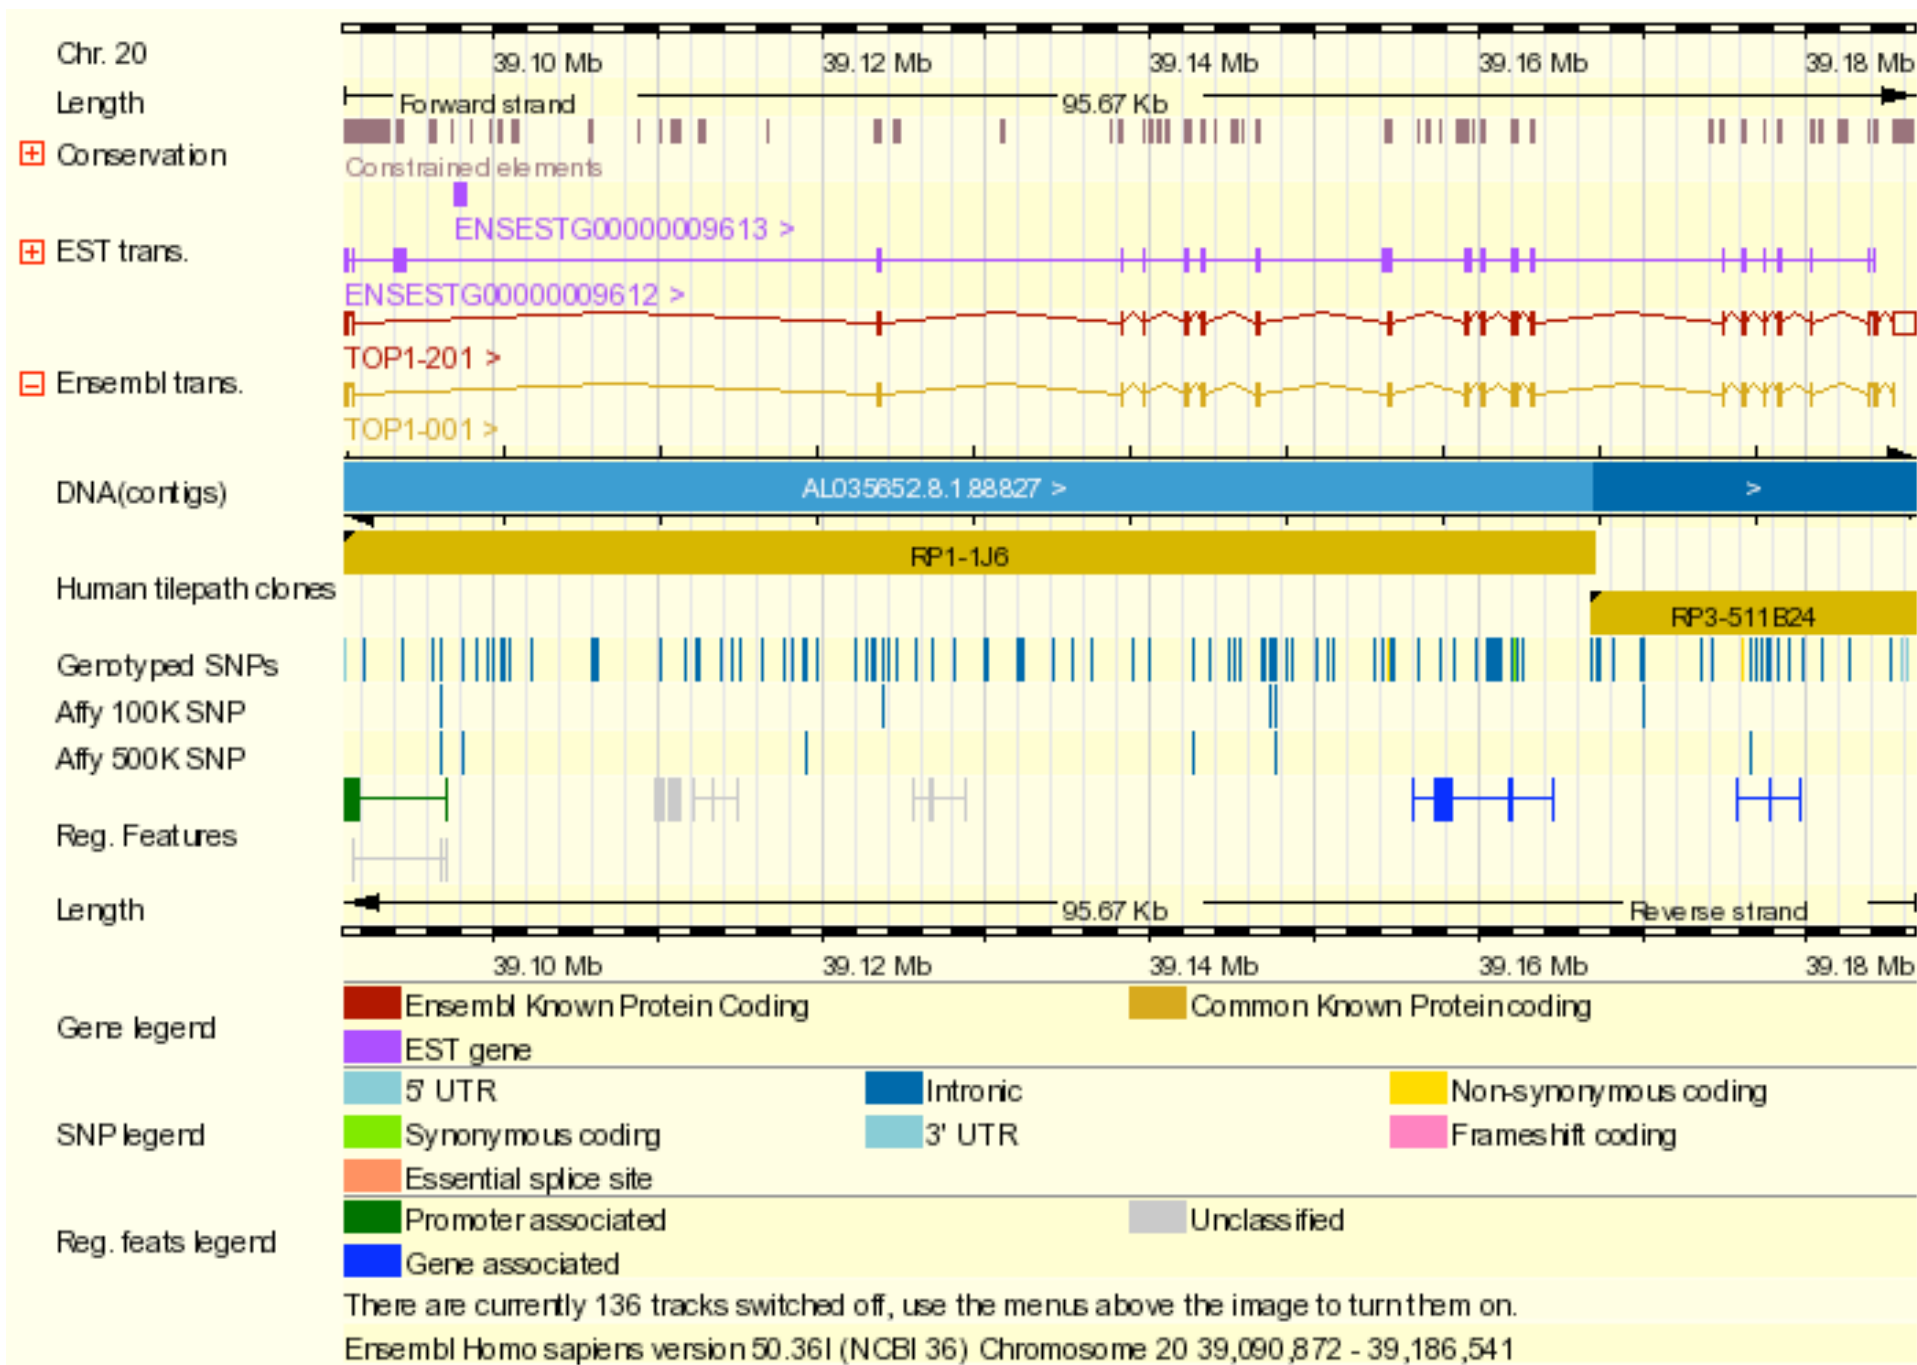 Chr. 20
39.10 Mb 39.12 Mb 39.14 Mb 39.16 Mb 39.18 Mb
Length Forward strand 95.67 Kb
Conservation
Constrained elements
ENSESTG00000009613 >
EST trans.
ENSESTG00000009612 >
TOP1-201 >
Ensembl trans.
TOP1-001 >
DNA(contigs) AL035652.8.1.88827 > >
RP1-1J6
Human tilepath clones
RP3-511B24
Genotyped SNPs
Affy 100K SNP
Affy 500K SNP
Reg. Features
Length 95.67 Kb Reverse strand
39.10 Mb 39.12 Mb 39.14 Mb 39.16 Mb 39.18 Mb
Gene legend
Ensembl Known Protein Coding Common Known Protein coding
EST gene
SNP legend
5' UTR Intronic Non-synonymous coding
Synonymous coding 3' UTR Frameshift coding
Essential splice site
Reg. feats legend
Promoter associated Unclassified
Gene associated
There are currently 136 tracks switched off, use the menus above the image to turn them on.
Ensembl Homo sapiens version 50.36l (NCBI 36) Chromosome 20 39,090,872 - 39,186,541